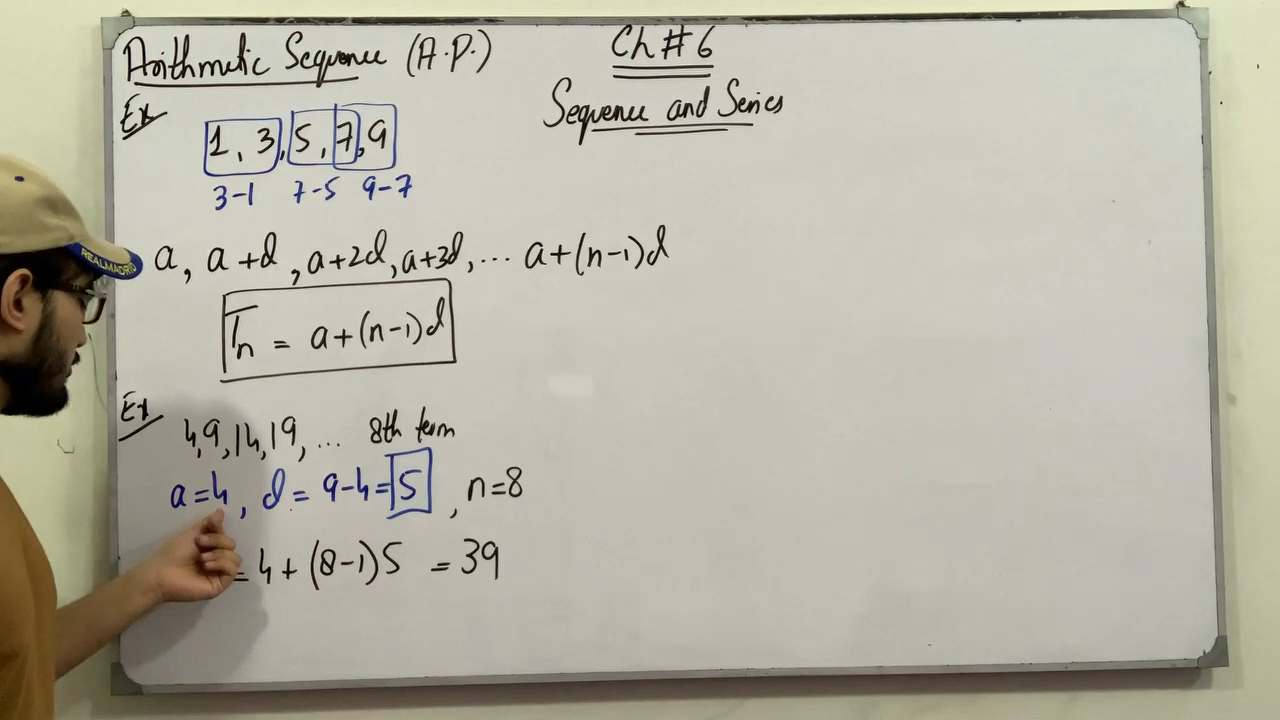 Arithmetic Sequence (A.P.)
Ch # 6
Sequence and Series
Ex
1, 3, 5, 7, 9
3-1 7-5 9-7
a, a+d, a+2d, a+3d, ... a+(n-1)d
Tn = a+(n-1)d
Ex
4, 9, 14, 19, ... 8th term
a=4, d= 9-4=5, n=8
= 4+(8-1)5 = 39
REALMADRID